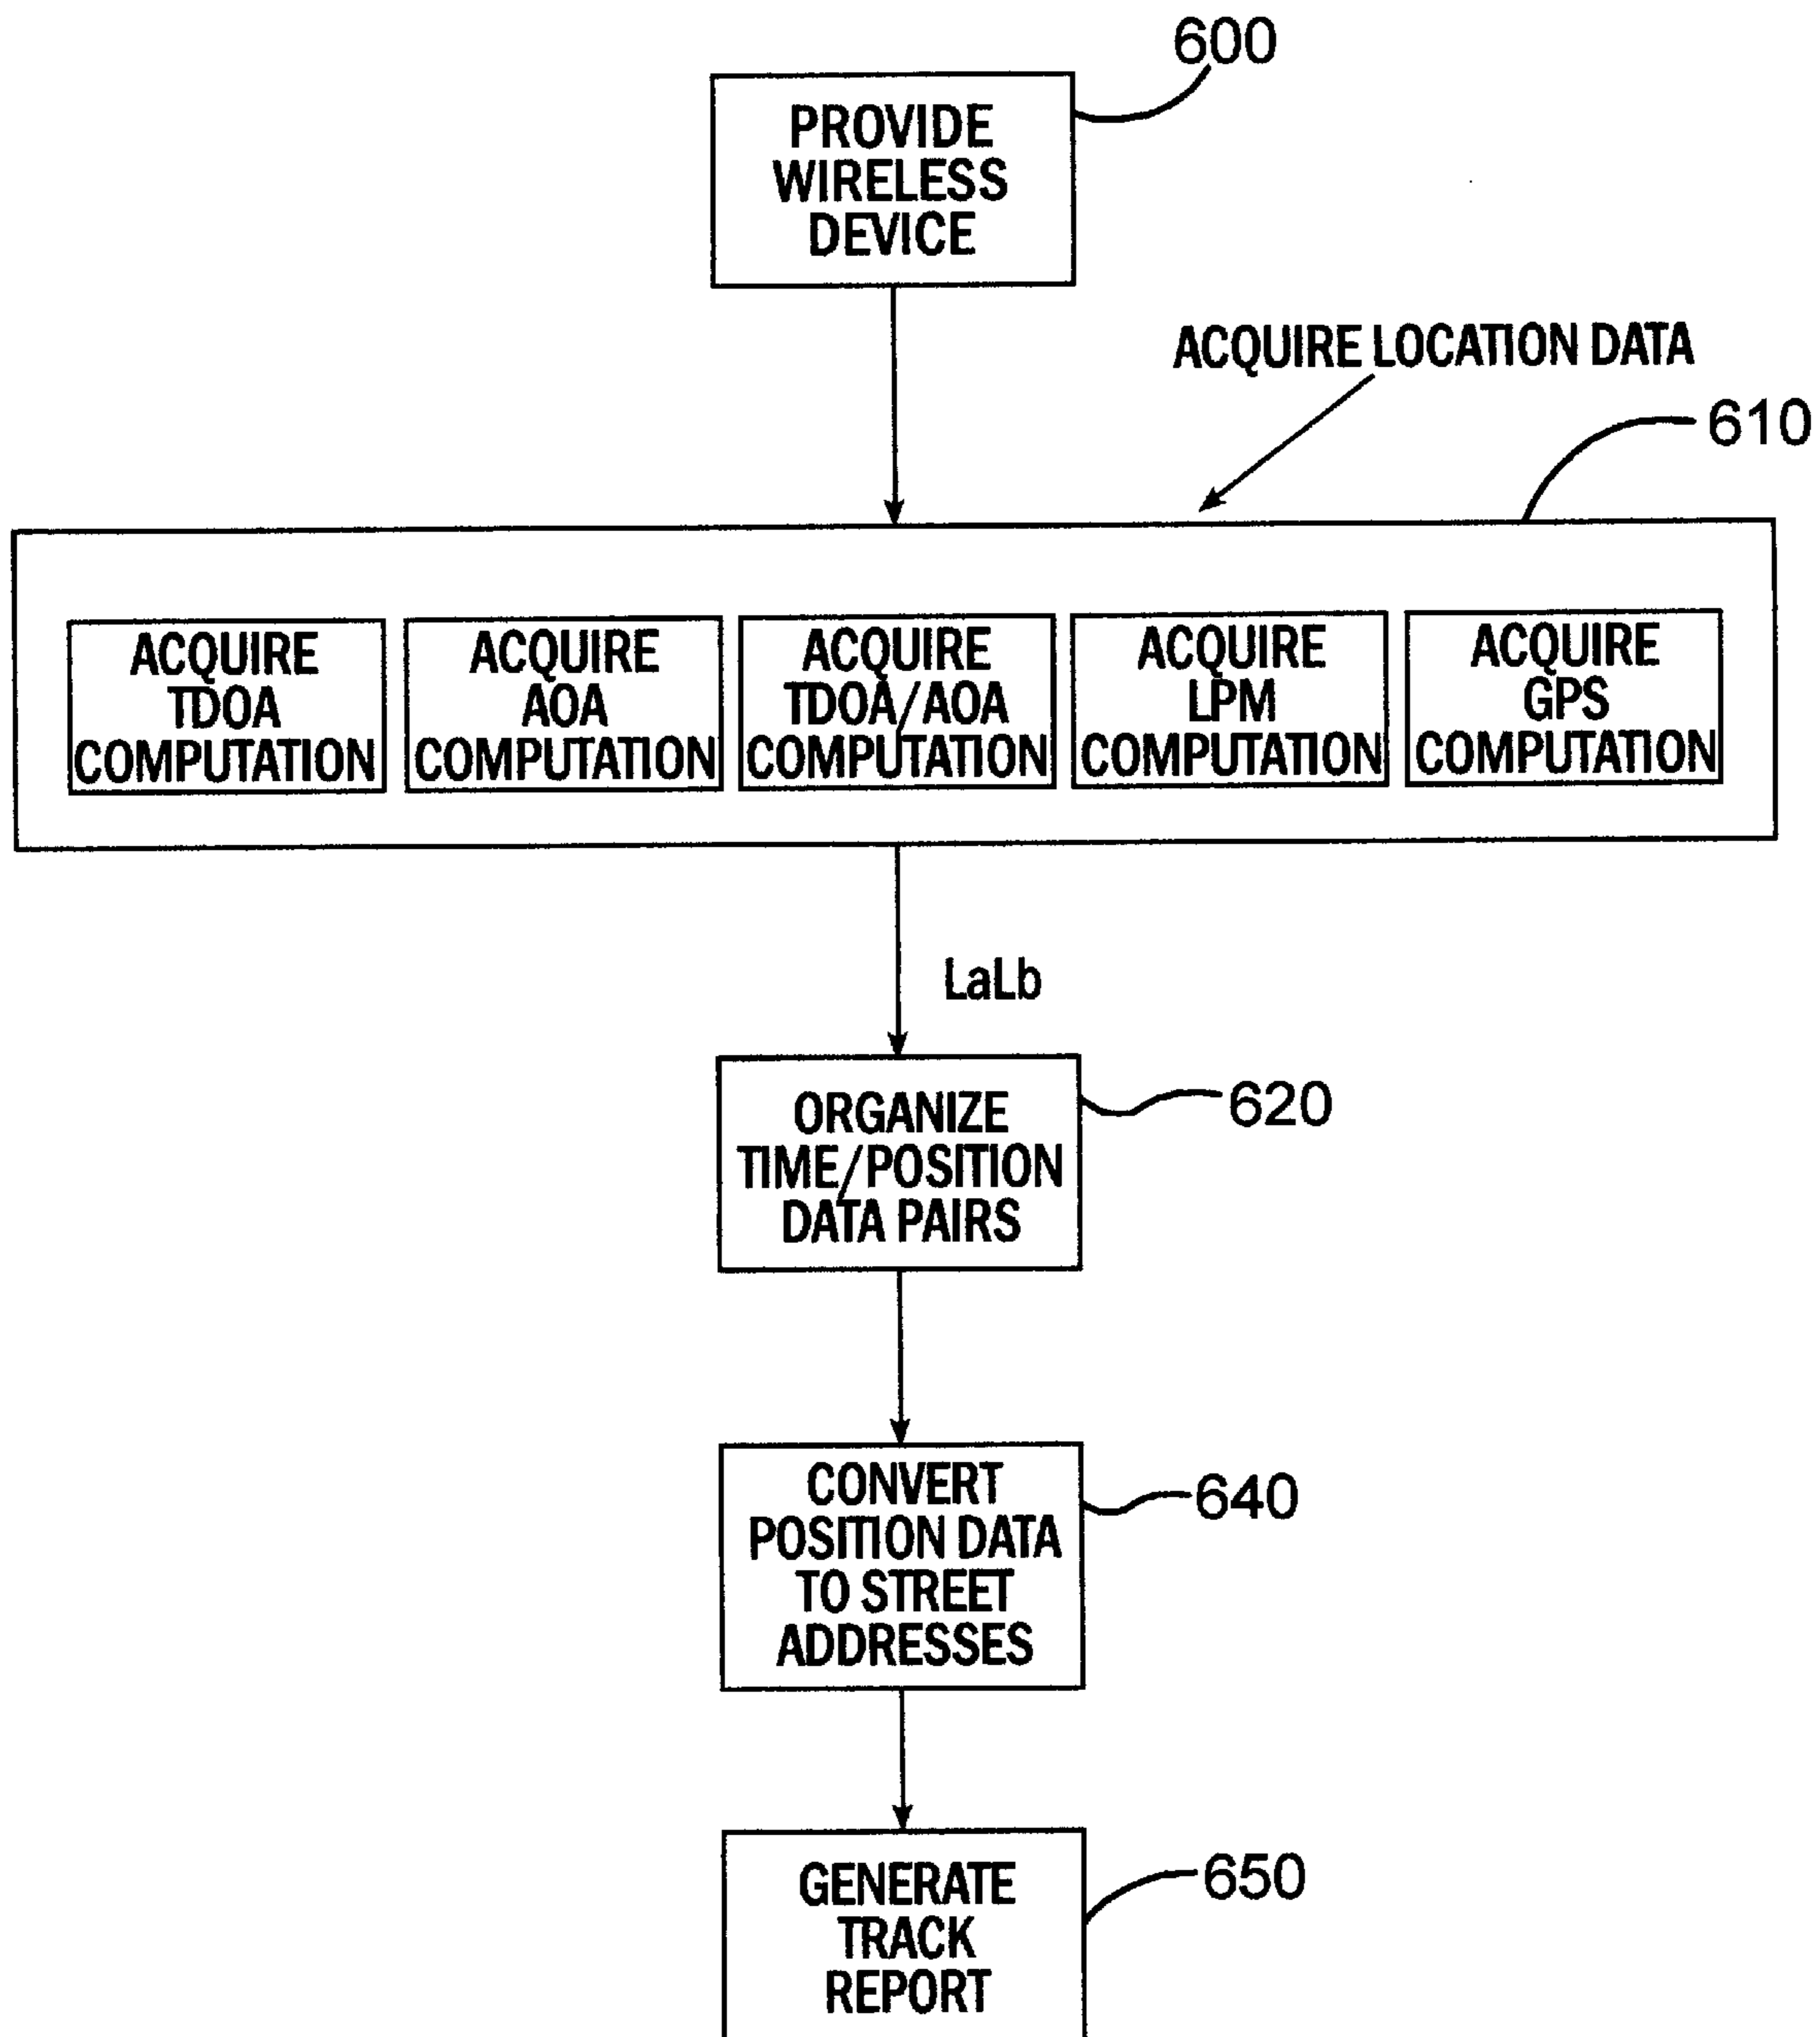 600
PROVIDE
WIRELESS
DEVICE
ACQUIRE LOCATION DATA
610
ACQUIRE
TDOA
COMPUTATION
ACQUIRE
AOA
COMPUTATION
ACQUIRE
TDOA/AOA
COMPUTATION
ACQUIRE
LPM
COMPUTATION
ACQUIRE
GPS
COMPUTATION
LaLb
ORGANIZE
TIME/POSITION
DATA PAIRS
620
CONVERT
POSITION DATA
TO STREET
ADDRESSES
640
GENERATE
TRACK
REPORT
650